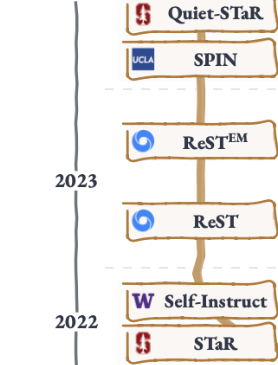 Quiet-STaR
UCLA SPIN
ReST^EM
2023
ReST
W Self-Instruct
2022
STaR